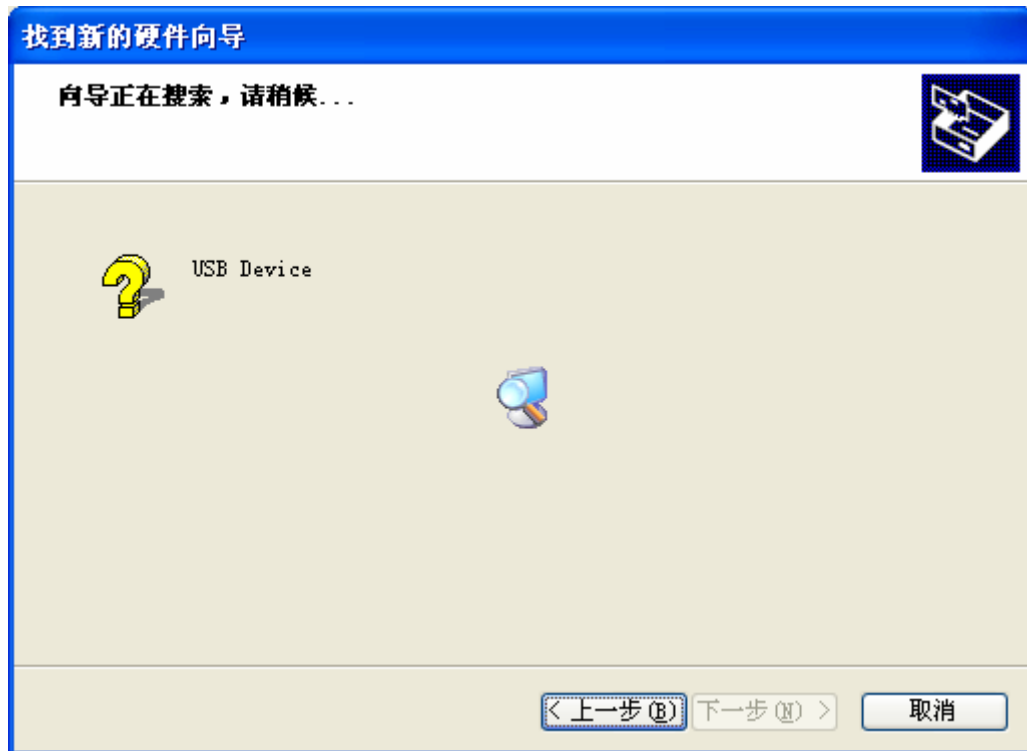 找到新的硬件向导
向导正在搜索，请稍候...
USB Device
< 上一步(B) 下一步(N) > 取消